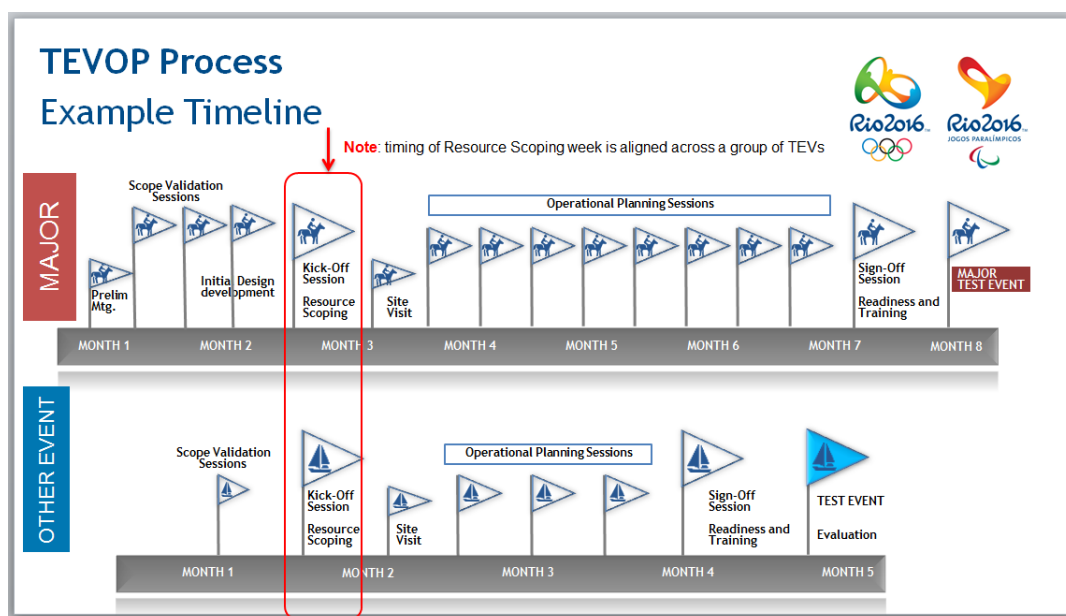 TEVOP Process
Example Timeline
Rio2016™
Rio2016™
JOGOS PARALÍMPICOS
Note: timing of Resource Scoping week is aligned across a group of TEVs
MAJOR
Scope Validation
Sessions
Operational Planning Sessions
Prelim
Mtg.
Initial Design
development
Kick-Off
Session
Resource
Scoping
Site
Visit
Sign-Off
Session
Readiness and
Training
MAJOR
TEST EVENT
MONTH 1
MONTH 2
MONTH 3
MONTH 4
MONTH 5
MONTH 6
MONTH 7
MONTH 8
OTHER EVENT
Scope Validation
Sessions
Operational Planning Sessions
Kick-Off
Session
Resource
Scoping
Site
Visit
Sign-Off
Session
Readiness and
Training
TEST EVENT
Evaluation
MONTH 1
MONTH 2
MONTH 3
MONTH 4
MONTH 5